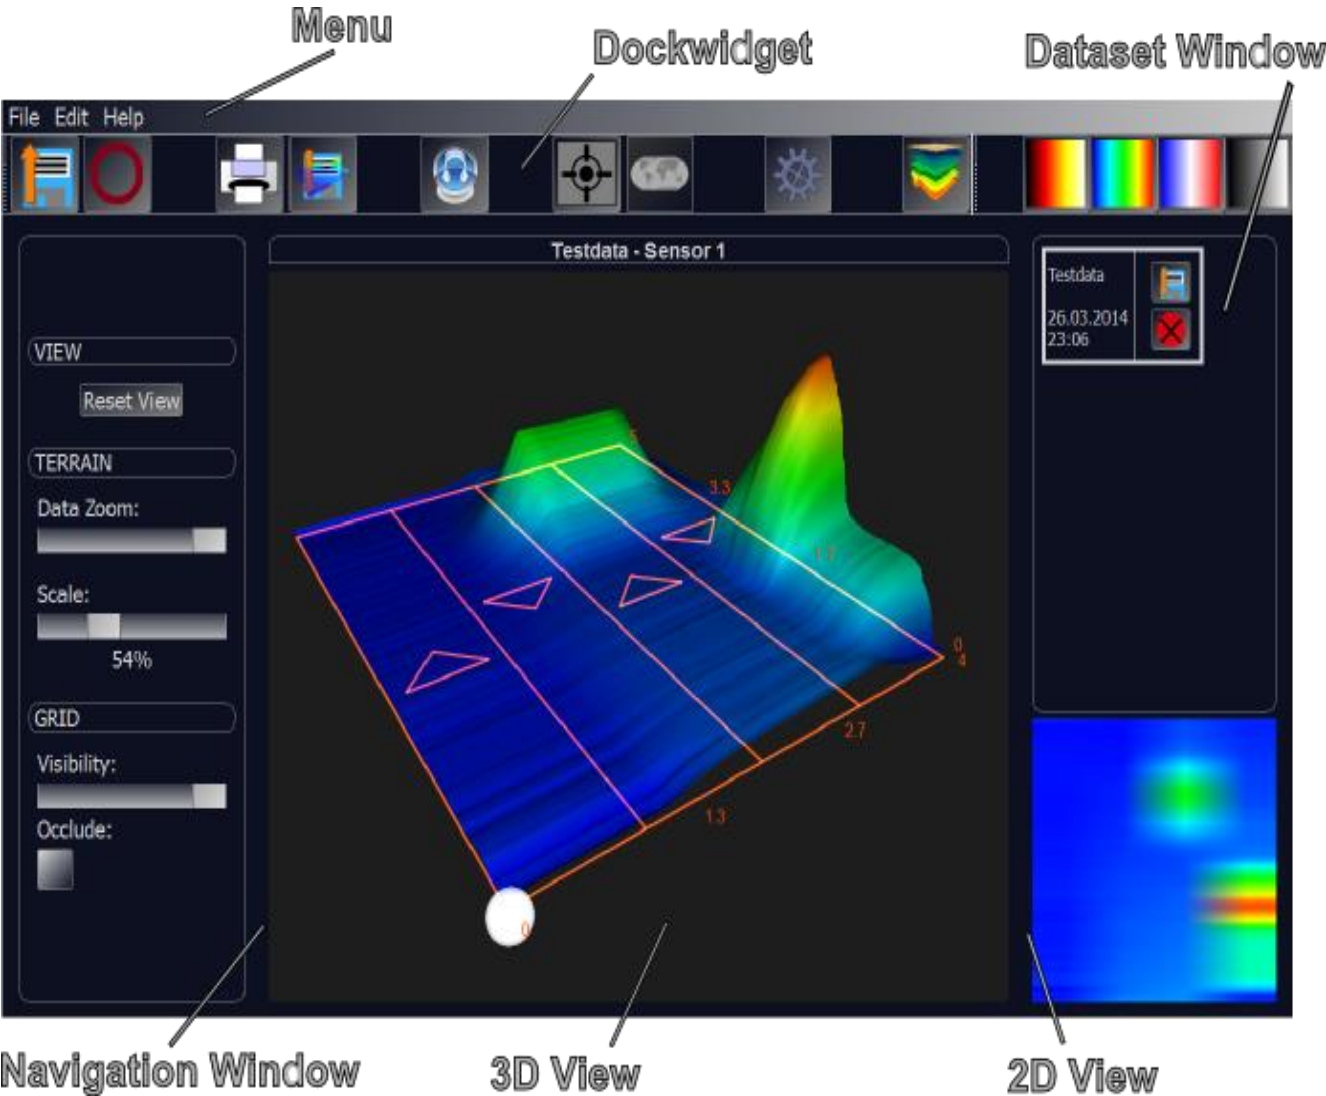 Menu
Dockwidget
Dataset Window
File Edit Help
Testdata - Sensor 1
Testdata
26.03.2014
23:06
VIEW
Reset View
TERRAIN
Data Zoom:
Scale:
54%
GRID
Visibility:
Occlude:
3.3
0
4
2.7
1.3
0
Navigation Window
3D View
2D View